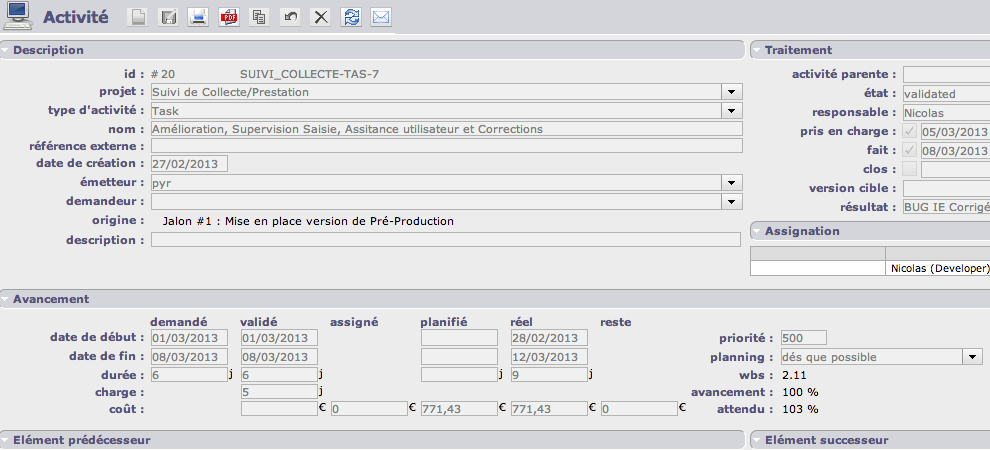 Activité
PDF
Description
id : # 20 SUIVI_COLLECTE-TAS-7
projet : Suivi de Collecte/Prestation
type d'activité : Task
nom : Amélioration, Supervision Saisie, Assitance utilisateur et Corrections
référence externe :
date de création : 27/02/2013
émetteur : pyr
demandeur :
origine : Jalon #1 : Mise en place version de Pré-Production
description :
Traitement
activité parente :
état : validated
responsable : Nicolas
pris en charge : 05/03/2013
fait : 08/03/2013
clos :
version cible :
résultat : BUG IE Corrigé
Assignation
Nicolas (Developer)
Avancement
demandé validé assigné planifié réel reste
date de début : 01/03/2013 01/03/2013 28/02/2013
date de fin : 08/03/2013 08/03/2013 12/03/2013
durée : 6 j 6 j j 9 j
charge : 5 j
coût : € 0 € 771,43 € 771,43 € 0 €
priorité : 500
planning : dés que possible
wbs : 2.11
avancement : 100 %
attendu : 103 %
Elément prédécesseur
Elément successeur